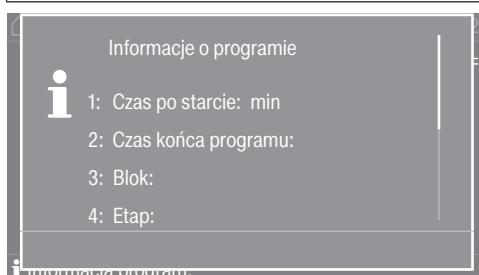 Informacje o programie
1: Czas po starcie: min
2: Czas końca programu:
3: Blok:
4: Etap: